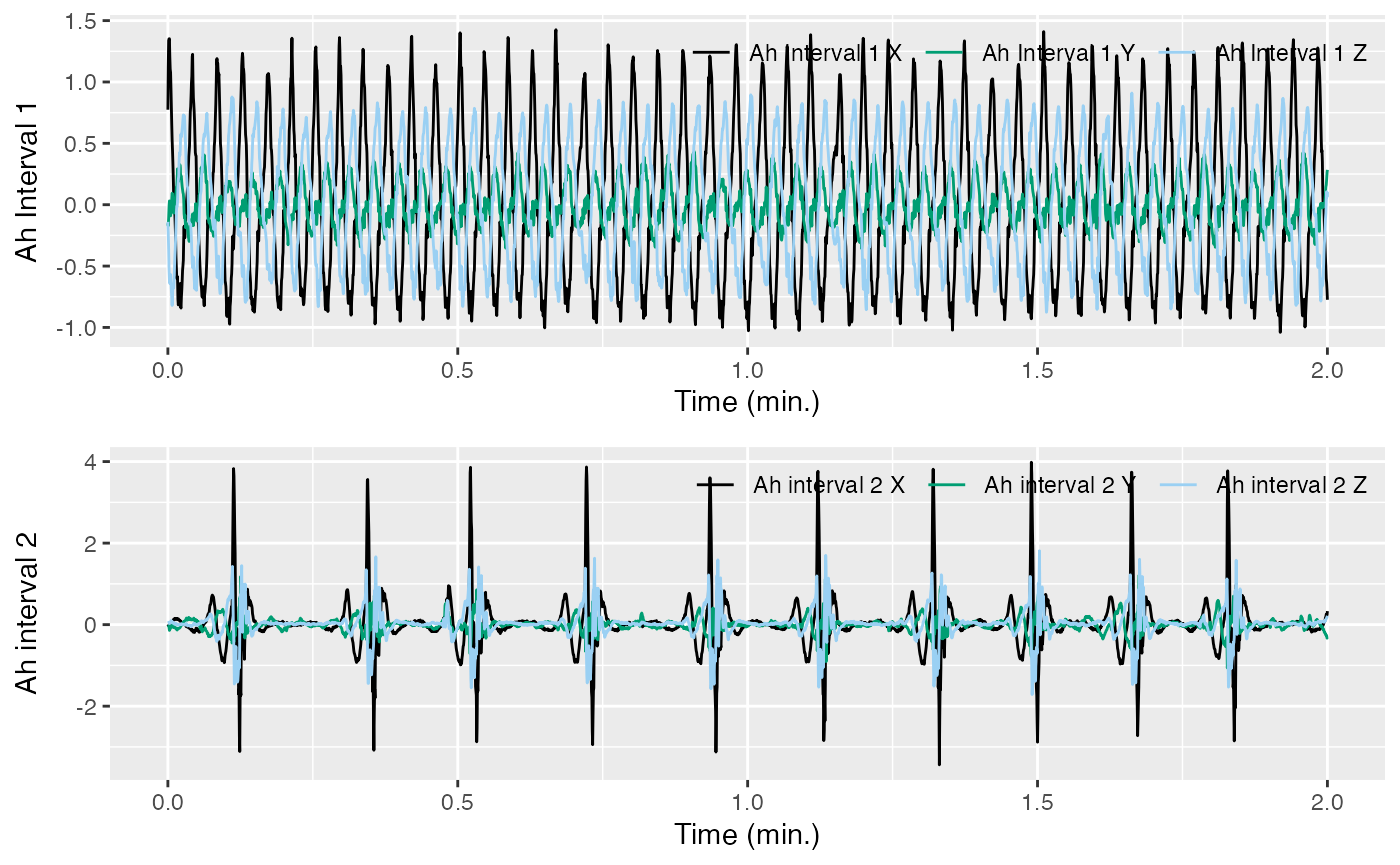 Ah Interval 1
1.5
1.0
0.5
0.0
-0.5
-1.0
Ah Interval 1 X Ah Interval 1 Y Ah Interval 1 Z
0.0 0.5 1.0 1.5 2.0
Time (min.)
Ah interval 2
4
2
0
-2
Ah interval 2 X Ah interval 2 Y Ah interval 2 Z
0.0 0.5 1.0 1.5 2.0
Time (min.)